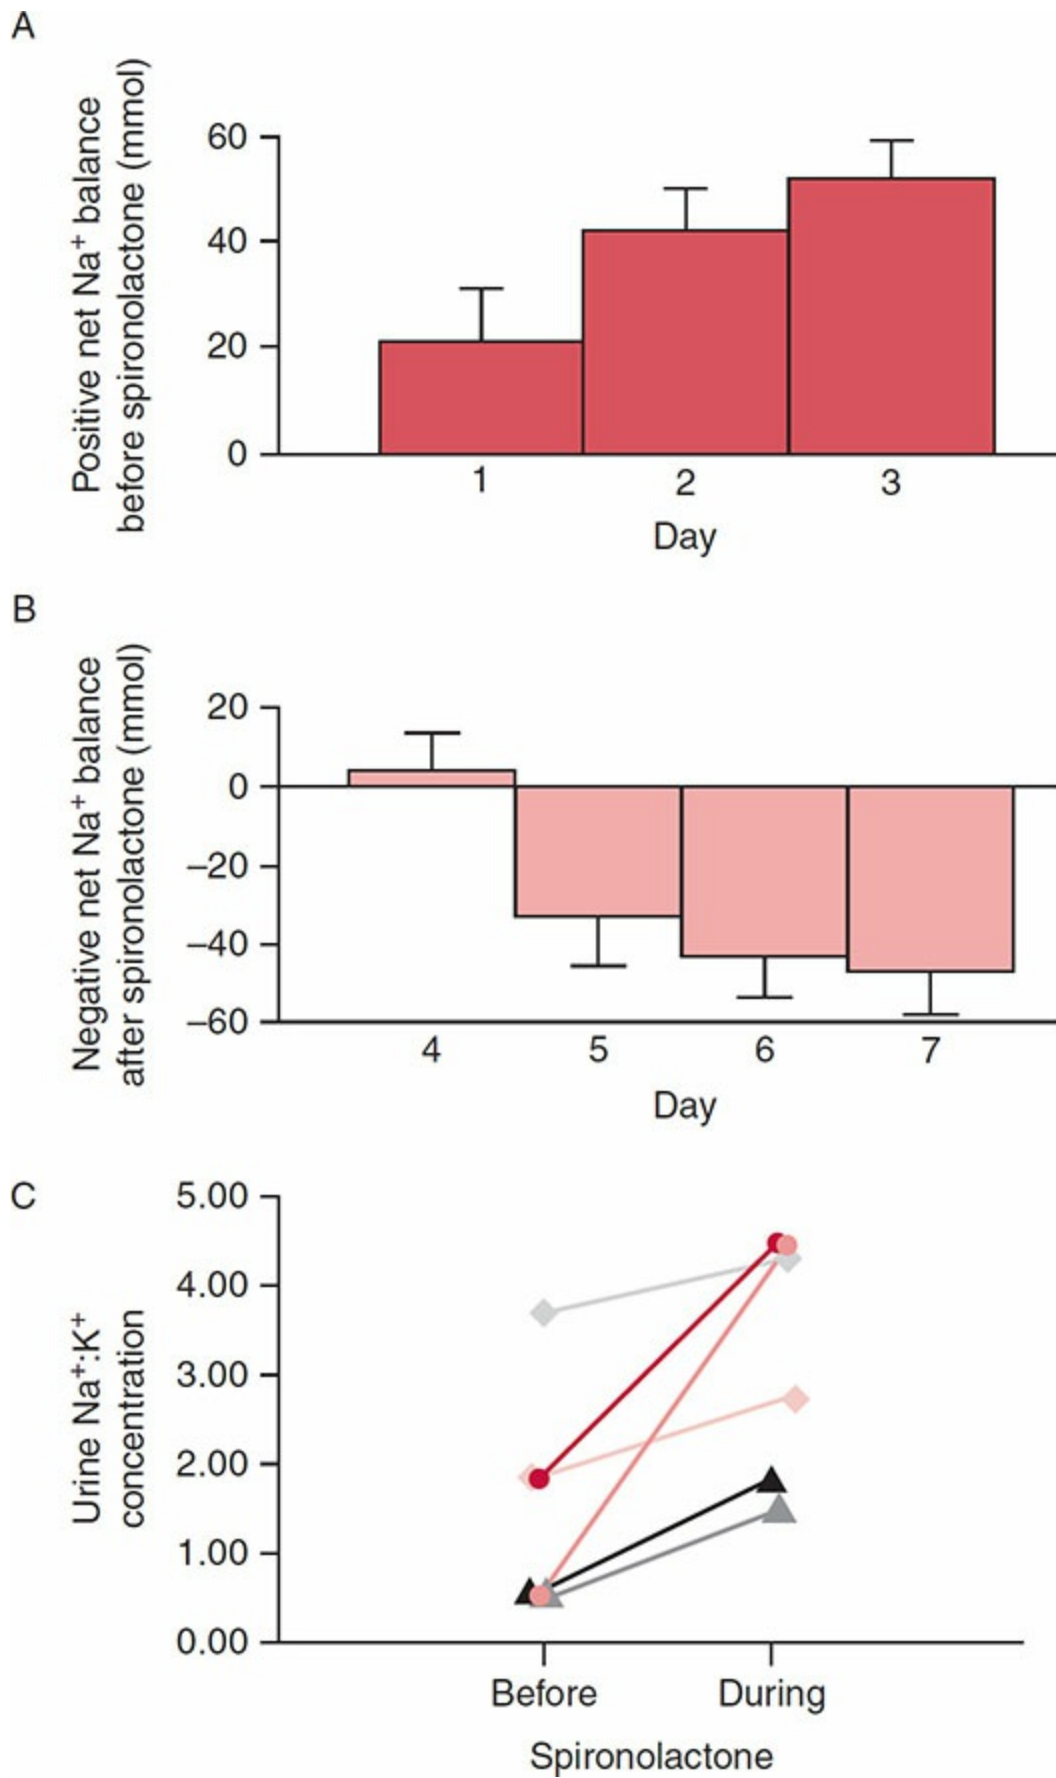 A
Positive net Na⁺ balance
before spironolactone (mmol)
60
40
20
0
1 2 3
Day
B
Negative net Na⁺ balance
after spironolactone (mmol)
20
0
–20
–40
–60
4 5 6 7
Day
C
Urine Na⁺:K⁺
concentration
5.00
4.00
3.00
2.00
1.00
0.00
Before During
Spironolactone